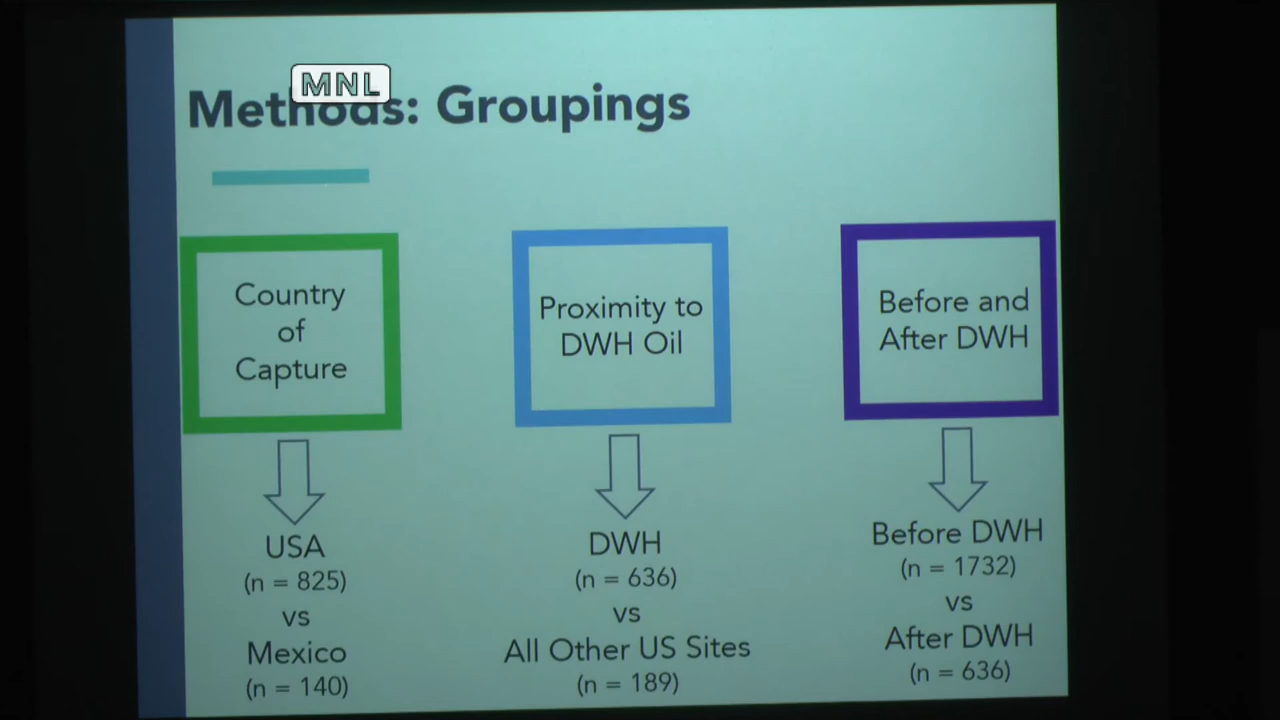 MNL
Methods: Groupings
Country
of
Capture
USA
(n = 825)
vs
Mexico
(n = 140)
Proximity to
DWH Oil
DWH
(n = 636)
vs
All Other US Sites
(n = 189)
Before and
After DWH
Before DWH
(n = 1732)
vs
After DWH
(n = 636)